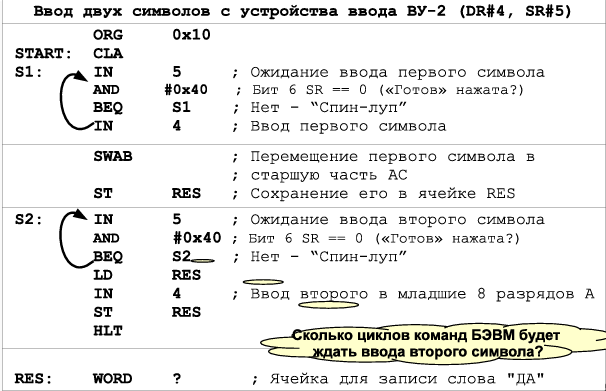 Ввод двух символов с устройства ввода ВУ-2 (DR#4, SR#5)
ORG 0x10
START: CLA
S1: IN 5 ; Ожидание ввода первого символа
AND #0x40 ; Бит 6 SR == 0 («Готов» нажата?)
BEQ S1 ; Нет – “Спин-луп”
IN 4 ; Ввод первого символа
SWAB ; Перемещение первого символа в
; старшую часть AC
ST RES ; Сохранение его в ячейке RES
S2: IN 5 ; Ожидание ввода второго символа
AND #0x40 ; Бит 6 SR == 0 («Готов» нажата?)
BEQ S2 ; Нет – “Спин-луп”
LD RES
IN 4 ; Ввод второго в младшие 8 разрядов А
ST RES
HLT
Сколько циклов команд БЭВМ будет
ждать ввода второго символа?
RES: WORD ? ; Ячейка для записи слова "ДА"